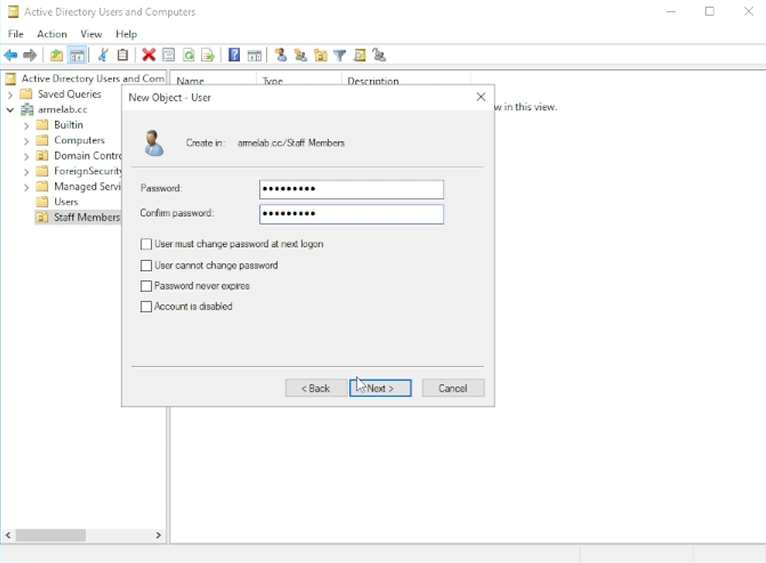 Active Directory Users and Computers
File Action View Help
Active Directory Users and Com
Name Type Description
Saved Queries
armelab.cc
Builtin
Computers
Domain Contro
ForeignSecurity
Managed Servi
Users
Staff Members
w in this view.
New Object - User
Create in: armelab.cc/Staff Members
Password: •••••••••
Confirm password: •••••••••
User must change password at next logon
User cannot change password
Password never expires
Account is disabled
< Back Next > Cancel